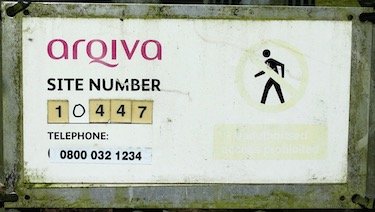 arqiva
SITE NUMBER
10447
TELEPHONE:
0800 032 1234